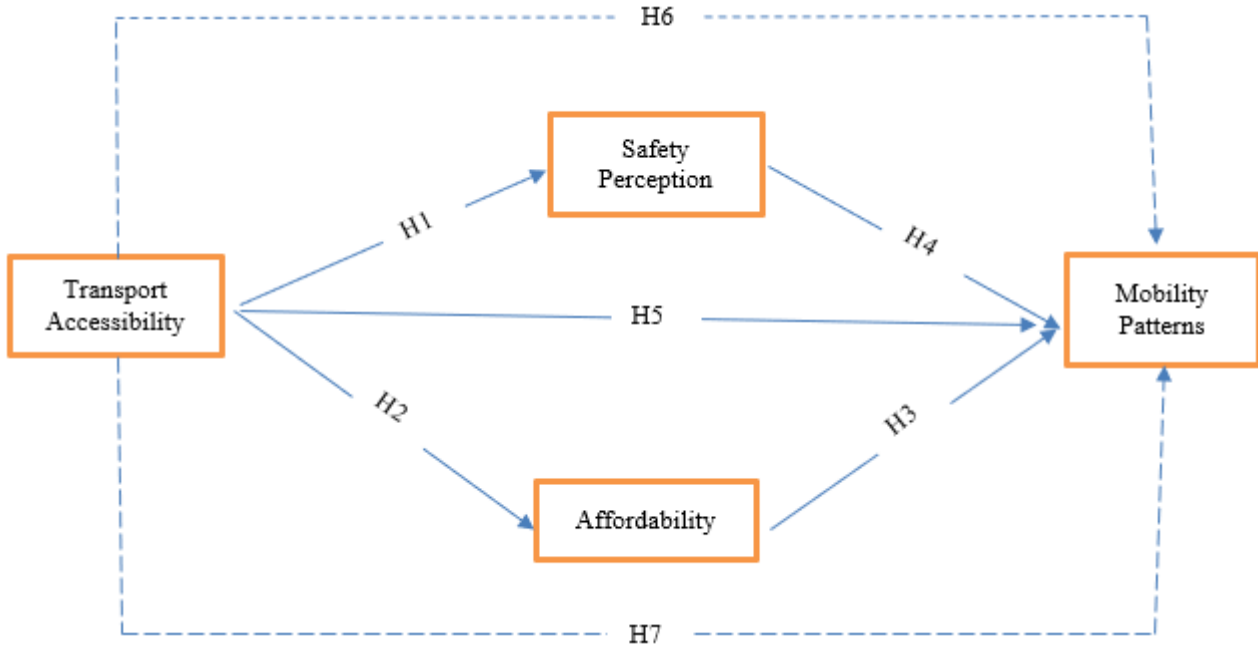 H6
Safety
Perception
H1
H4
Transport
Accessibility
H5
Mobility
Patterns
H2
H3
Affordability
H7